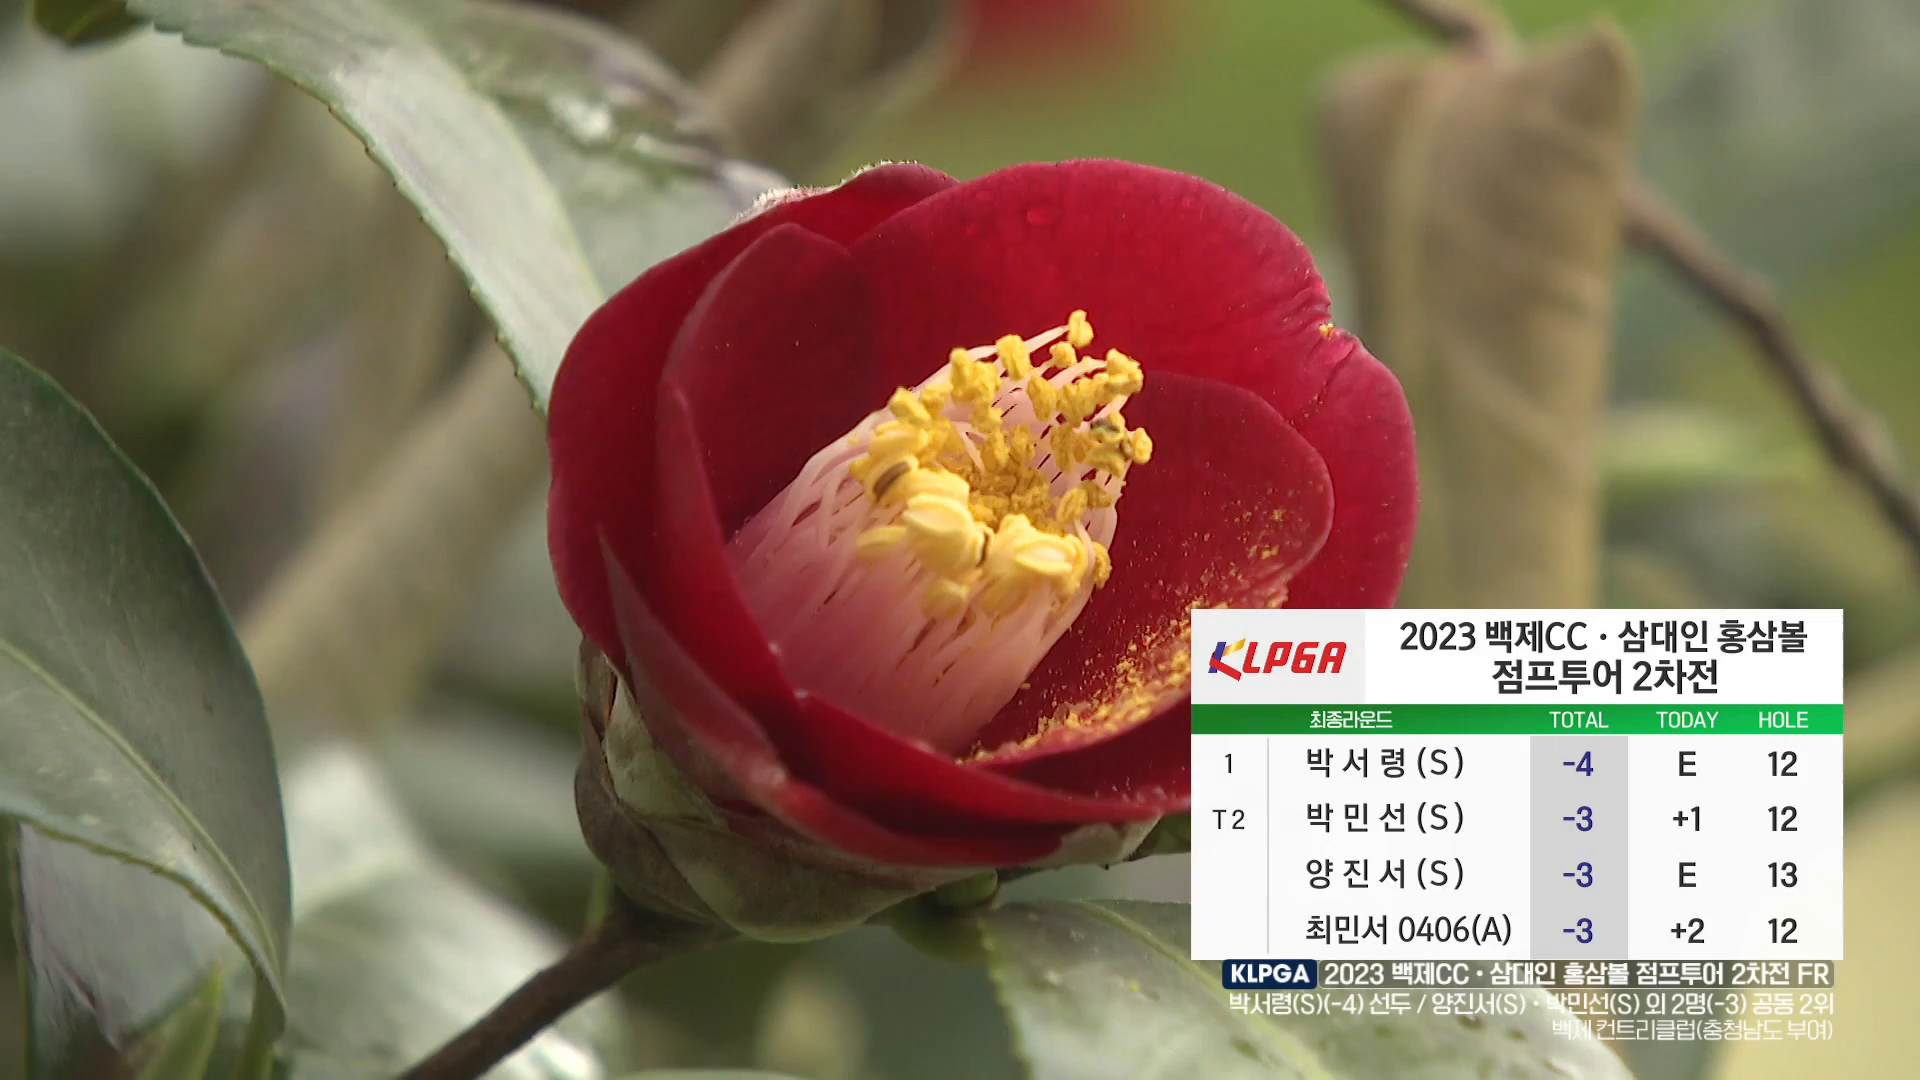 KLPGA
2023 백제CC · 삼대인 홍삼볼
점프투어 2차전
최종라운드 TOTAL TODAY HOLE
1 박서령(S) -4 E 12
T2 박민선(S) -3 +1 12
양진서(S) -3 E 13
최민서 0406(A) -3 +2 12
KLPGA 2023 백제CC · 삼대인 홍삼볼 점프투어 2차전 FR
박서령(S)(-4) 선두 / 양진서(S) · 박민선(S) 외 2명(-3) 공동 2위
백제 컨트리클럽(충청남도 부여)